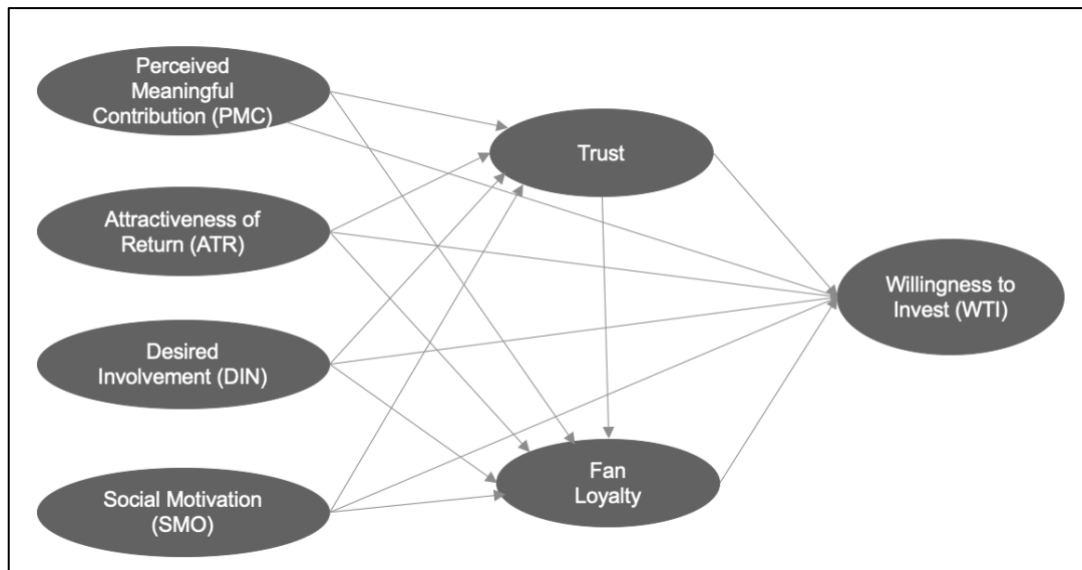 Perceived
Meaningful
Contribution (PMC)
Trust
Attractiveness of
Return (ATR)
Willingness to
Invest (WTI)
Desired
Involvement (DIN)
Fan
Loyalty
Social Motivation
(SMO)